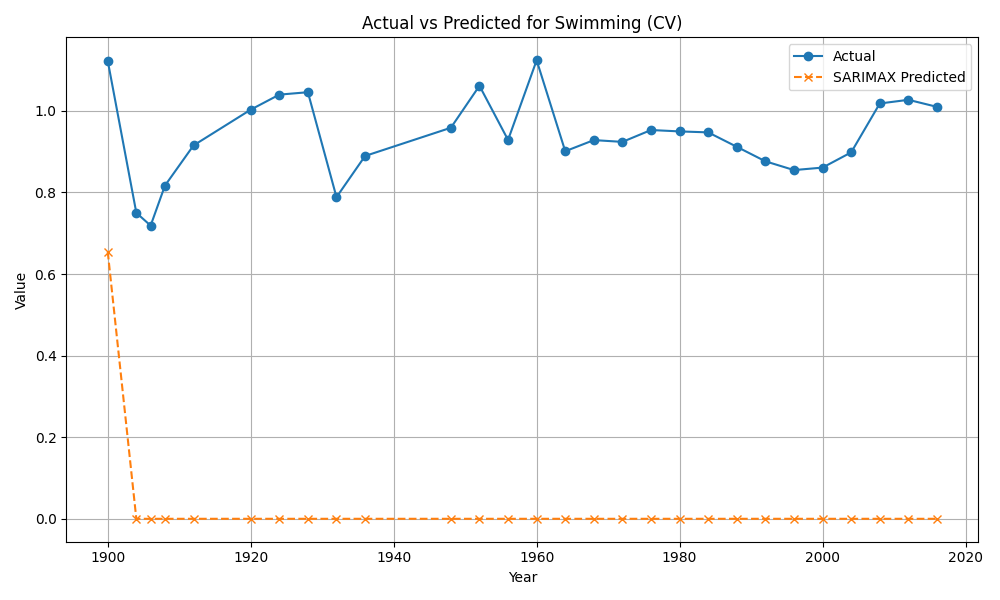 Actual vs Predicted for Swimming (CV)
Actual
SARIMAX Predicted
Value
1.0
0.8
0.6
0.4
0.2
0.0
1900 1920 1940 1960 1980 2000 2020
Year